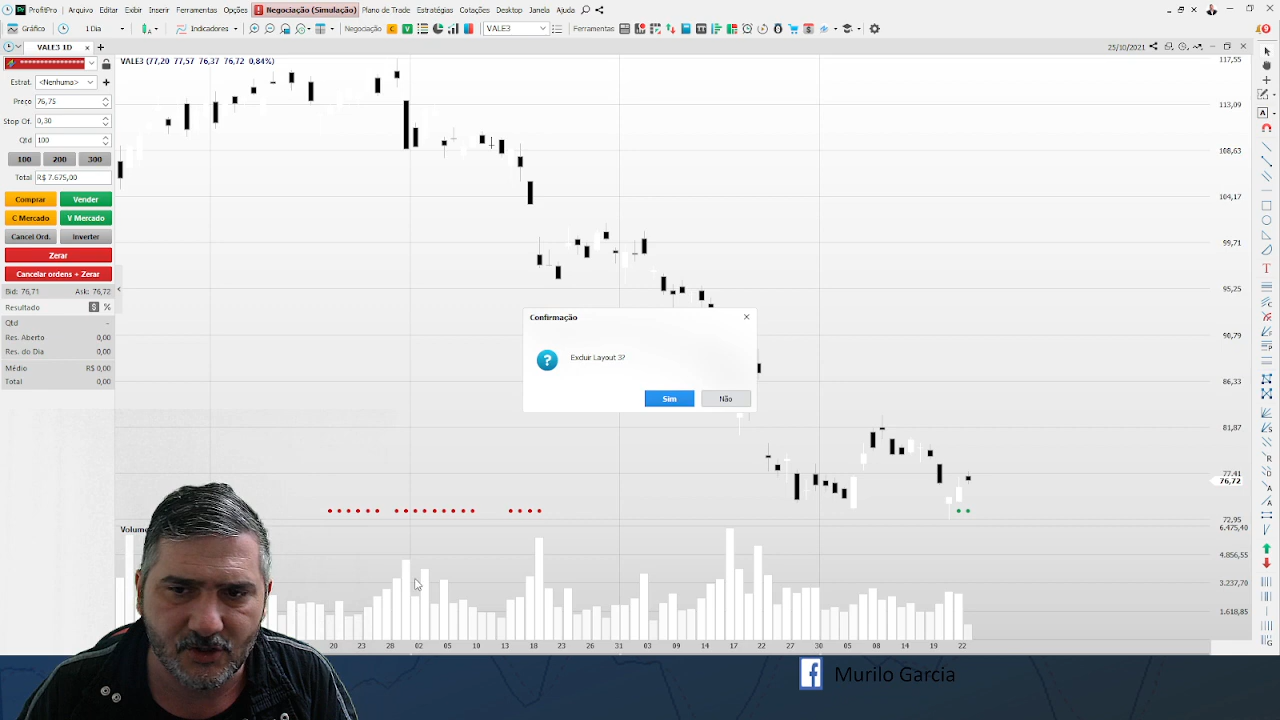 ProfitPro Arquivo Editar Exibir Inserir Formatar Opções Negociação (Simulação) Plano de Trade Estratégias Cotações Desktop Janela Ajuda
Gráfico 1 Dia Indicadores Negociação VALE3 Ferramentas
VALE3 1D 25/10/2021
VALE3 (77,20 77,57 76,37 76,72 0,84%)
****************
Estrat. <Nenhuma>
Preço 76,75
Stop Of. 0,30
Qtd 100
100 200 300
Total R$ 7.675,00
Comprar Vender
C Mercado V Mercado
Cancel Ord. Inverter
Zerar
Cancelar ordens + Zerar
Bid: 76,71 Ask: 76,72
Resultado $ %
Qtd -
Res. Aberto 0,00
Res. do Dia 0,00
Médio R$ 0,00
Total 0,00
Confirmação
Excluir Layout 3?
Sim Não
117,55
113,09
108,63
104,17
99,71
95,25
90,79
86,33
81,87
77,41
76,72
72,95
6.475,40
4.856,55
3.237,70
1.618,85
20 23 28 02 05 08 13 16 21 24 27 31 03 09 14 17 22 27 30 05 08 14 19 22
Murilo Garcia